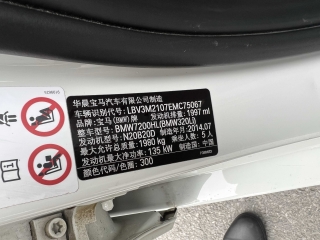 华晨宝马汽车有限公司制造
车辆识别代号: LBV3M2107EMC75067
品牌: 宝马(BMW)牌 发动机排量: 1997 ml
整车型号: BMW7200HL(BMW320Li)
发动机型号: N20B20D 制造年月: 2014.07
最大允许总质量: 1980 kg 乘坐人数: 5 人
发动机最大净功率: 135 kW 制造国: 中国
颜色代码/色圈: 300